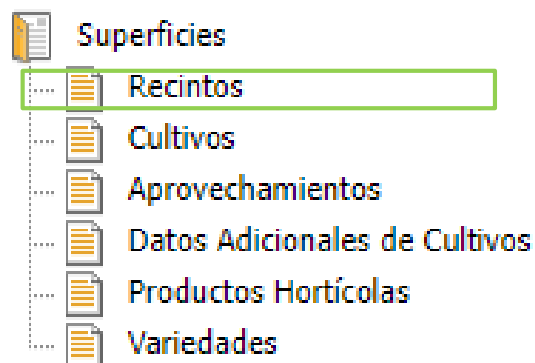 Superficies
Recintos
Cultivos
Aprovechamientos
Datos Adicionales de Cultivos
Productos Hortícolas
Variedades